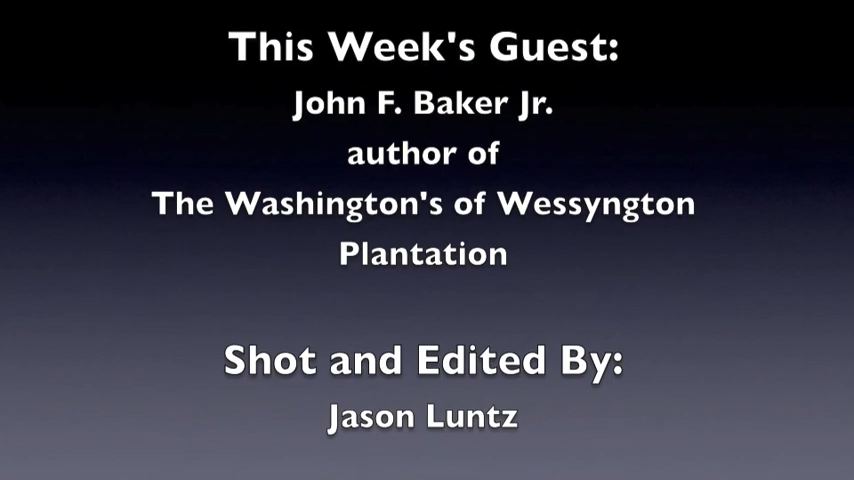 This Week's Guest:
John F. Baker Jr.
author of
The Washington's of Wessyngton
Plantation
Shot and Edited By:
Jason Luntz